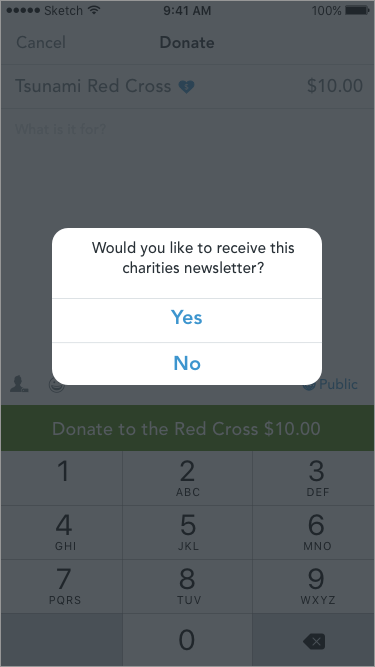 Sketch 9:41 AM 100%
Cancel Donate
Tsunami Red Cross $10.00
What is it for?
Would you like to receive this
charities newsletter?
Yes
No
Public
Donate to the Red Cross $10.00
1 2 3
ABC DEF
4 5 6
GHI JKL MNO
7 8 9
PQRS TUV WXYZ
0